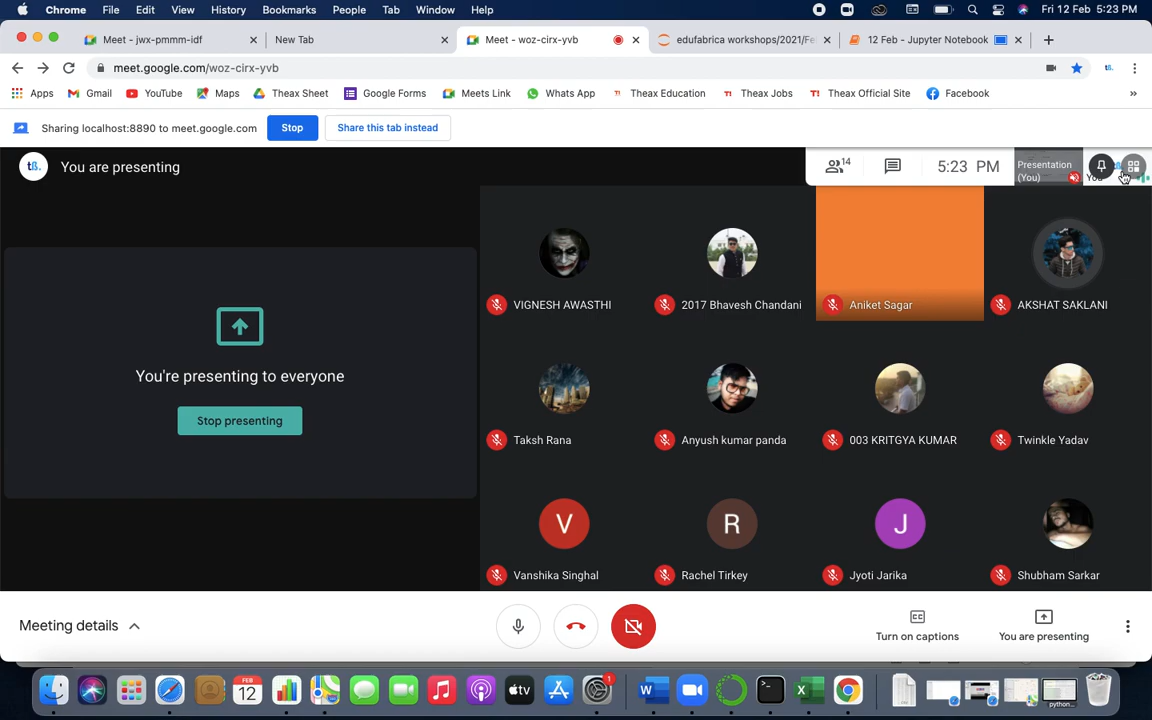 Chrome File Edit View History Bookmarks People Tab Window Help Fri 12 Feb 5:23 PM
Meet - jwx-pmmm-idf New Tab Meet - woz-cirx-yvb edufabrica workshops/2021/Fe 12 Feb - Jupyter Notebook
meet.google.com/woz-cirx-yvb tß.
Apps Gmail YouTube Maps Theax Sheet Google Forms Meets Link Whats App Theax Education Theax Jobs Theax Official Site Facebook »
Sharing localhost:8890 to meet.google.com Stop Share this tab instead
tß. You are presenting 14 5:23 PM Presentation
(You) You
VIGNESH AWASTHI 2017 Bhavesh Chandani Aniket Sagar AKSHAT SAKLANI
You're presenting to everyone
Stop presenting
Taksh Rana Anyush kumar panda 003 KRITGYA KUMAR Twinkle Yadav
V R J
Vanshika Singhal Rachel Tirkey Jyoti Jarika Shubham Sarkar
Meeting details Turn on captions You are presenting
FEB
12 tv W X 1
python...